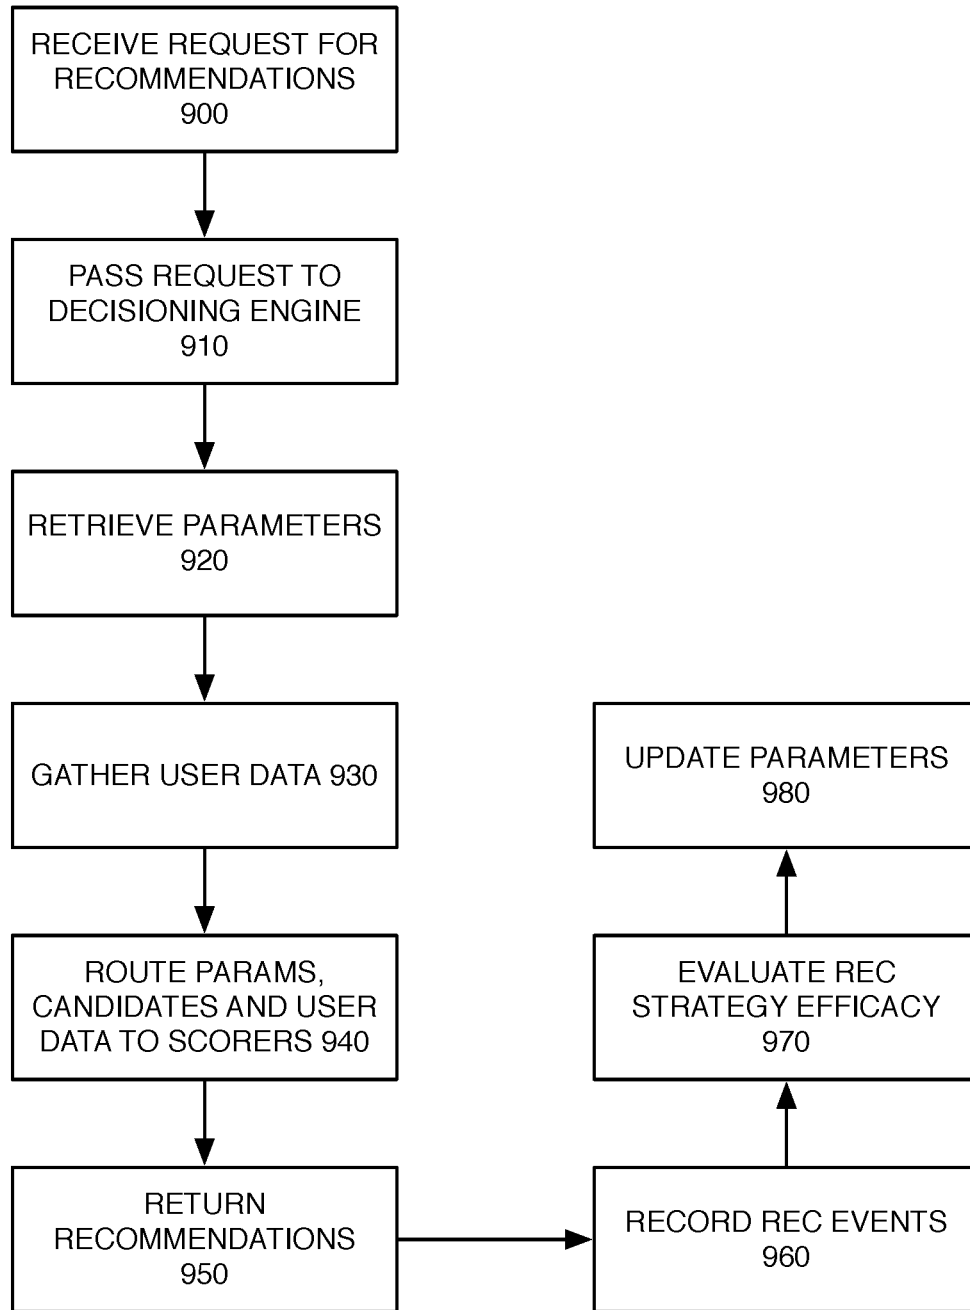 RECEIVE REQUEST FOR
RECOMMENDATIONS
900
PASS REQUEST TO
DECISIONING ENGINE
910
RETRIEVE PARAMETERS
920
GATHER USER DATA 930
ROUTE PARAMS,
CANDIDATES AND USER
DATA TO SCORERS 940
RETURN
RECOMMENDATIONS
950
RECORD REC EVENTS
960
EVALUATE REC
STRATEGY EFFICACY
970
UPDATE PARAMETERS
980